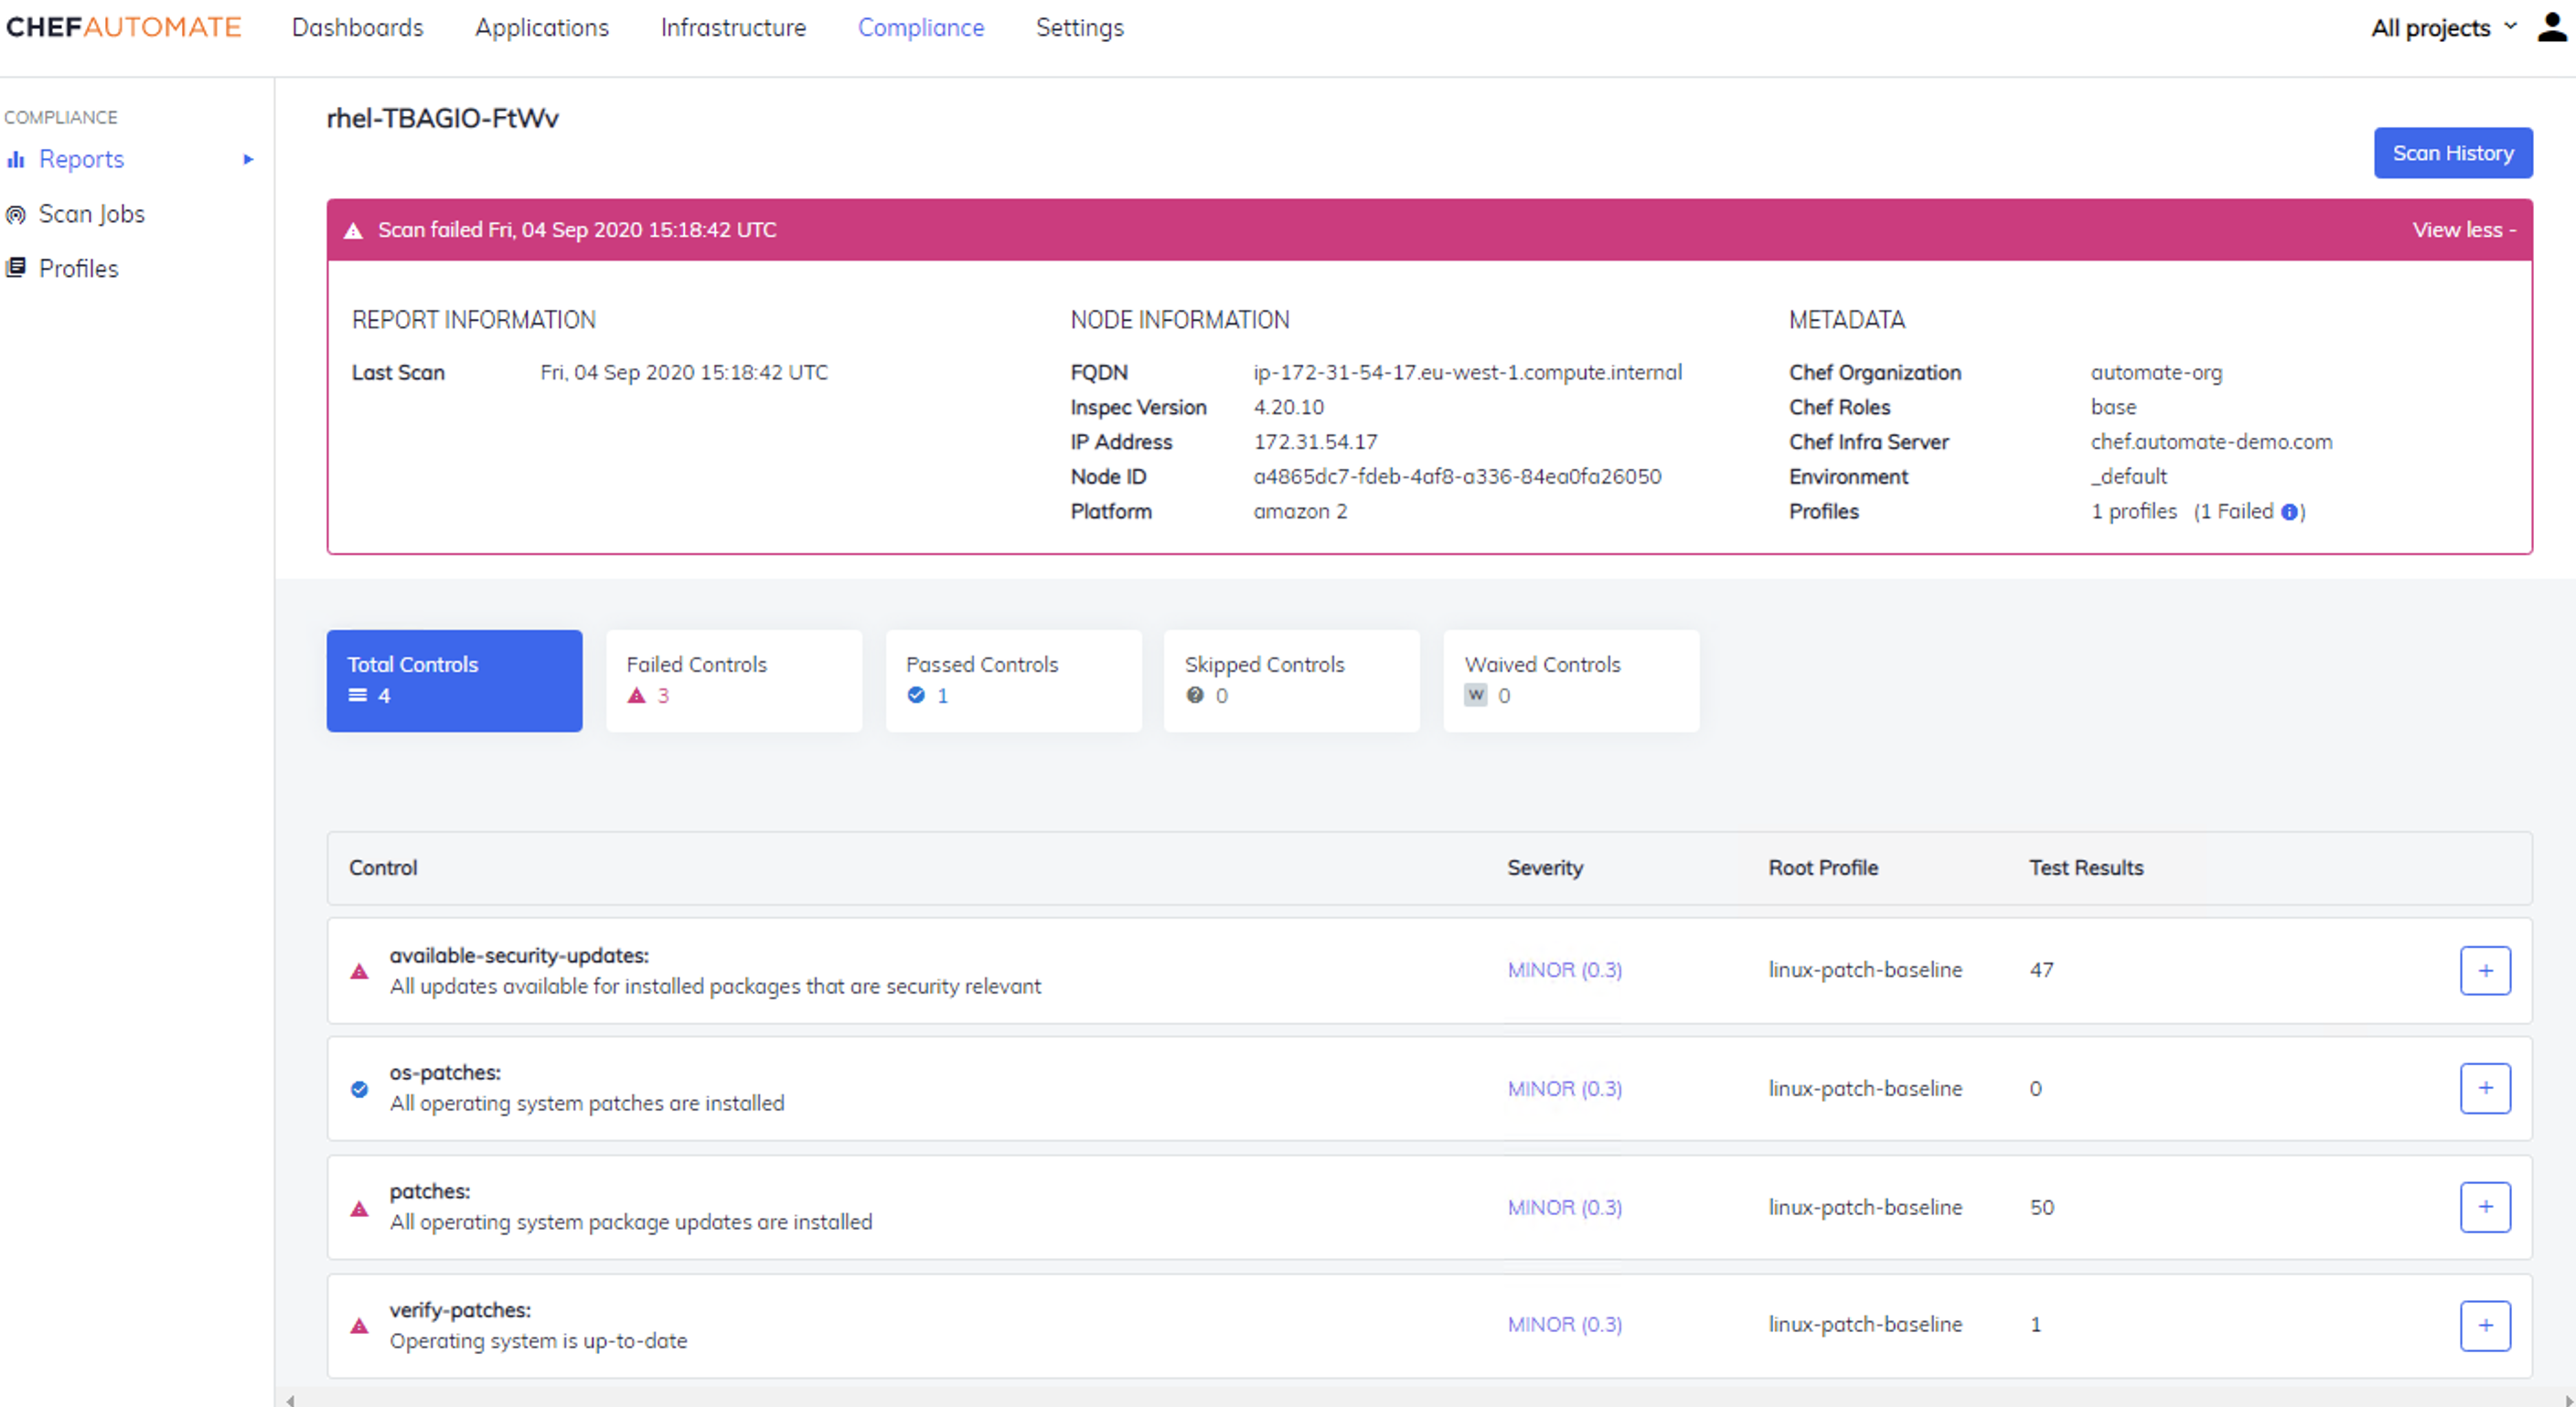 CHEFAUTOMATE Dashboards Applications Infrastructure Compliance Settings All projects
COMPLIANCE
Reports
Scan Jobs
Profiles
rhel-TBAGIO-FtWv
Scan History
Scan failed Fri, 04 Sep 2020 15:18:42 UTC View less -
REPORT INFORMATION
Last Scan Fri, 04 Sep 2020 15:18:42 UTC
NODE INFORMATION
FQDN ip-172-31-54-17.eu-west-1.compute.internal
Inspec Version 4.20.10
IP Address 172.31.54.17
Node ID a4865dc7-fdeb-4af8-a336-84ea0fa26050
Platform amazon 2
METADATA
Chef Organization automate-org
Chef Roles base
Chef Infra Server chef.automate-demo.com
Environment _default
Profiles 1 profiles (1 Failed i)
Total Controls
4
Failed Controls
3
Passed Controls
1
Skipped Controls
? 0
Waived Controls
W 0
Control Severity Root Profile Test Results
available-security-updates:
All updates available for installed packages that are security relevant
MINOR (0.3) linux-patch-baseline 47 +
os-patches:
All operating system patches are installed
MINOR (0.3) linux-patch-baseline 0 +
patches:
All operating system package updates are installed
MINOR (0.3) linux-patch-baseline 50 +
verify-patches:
Operating system is up-to-date
MINOR (0.3) linux-patch-baseline 1 +